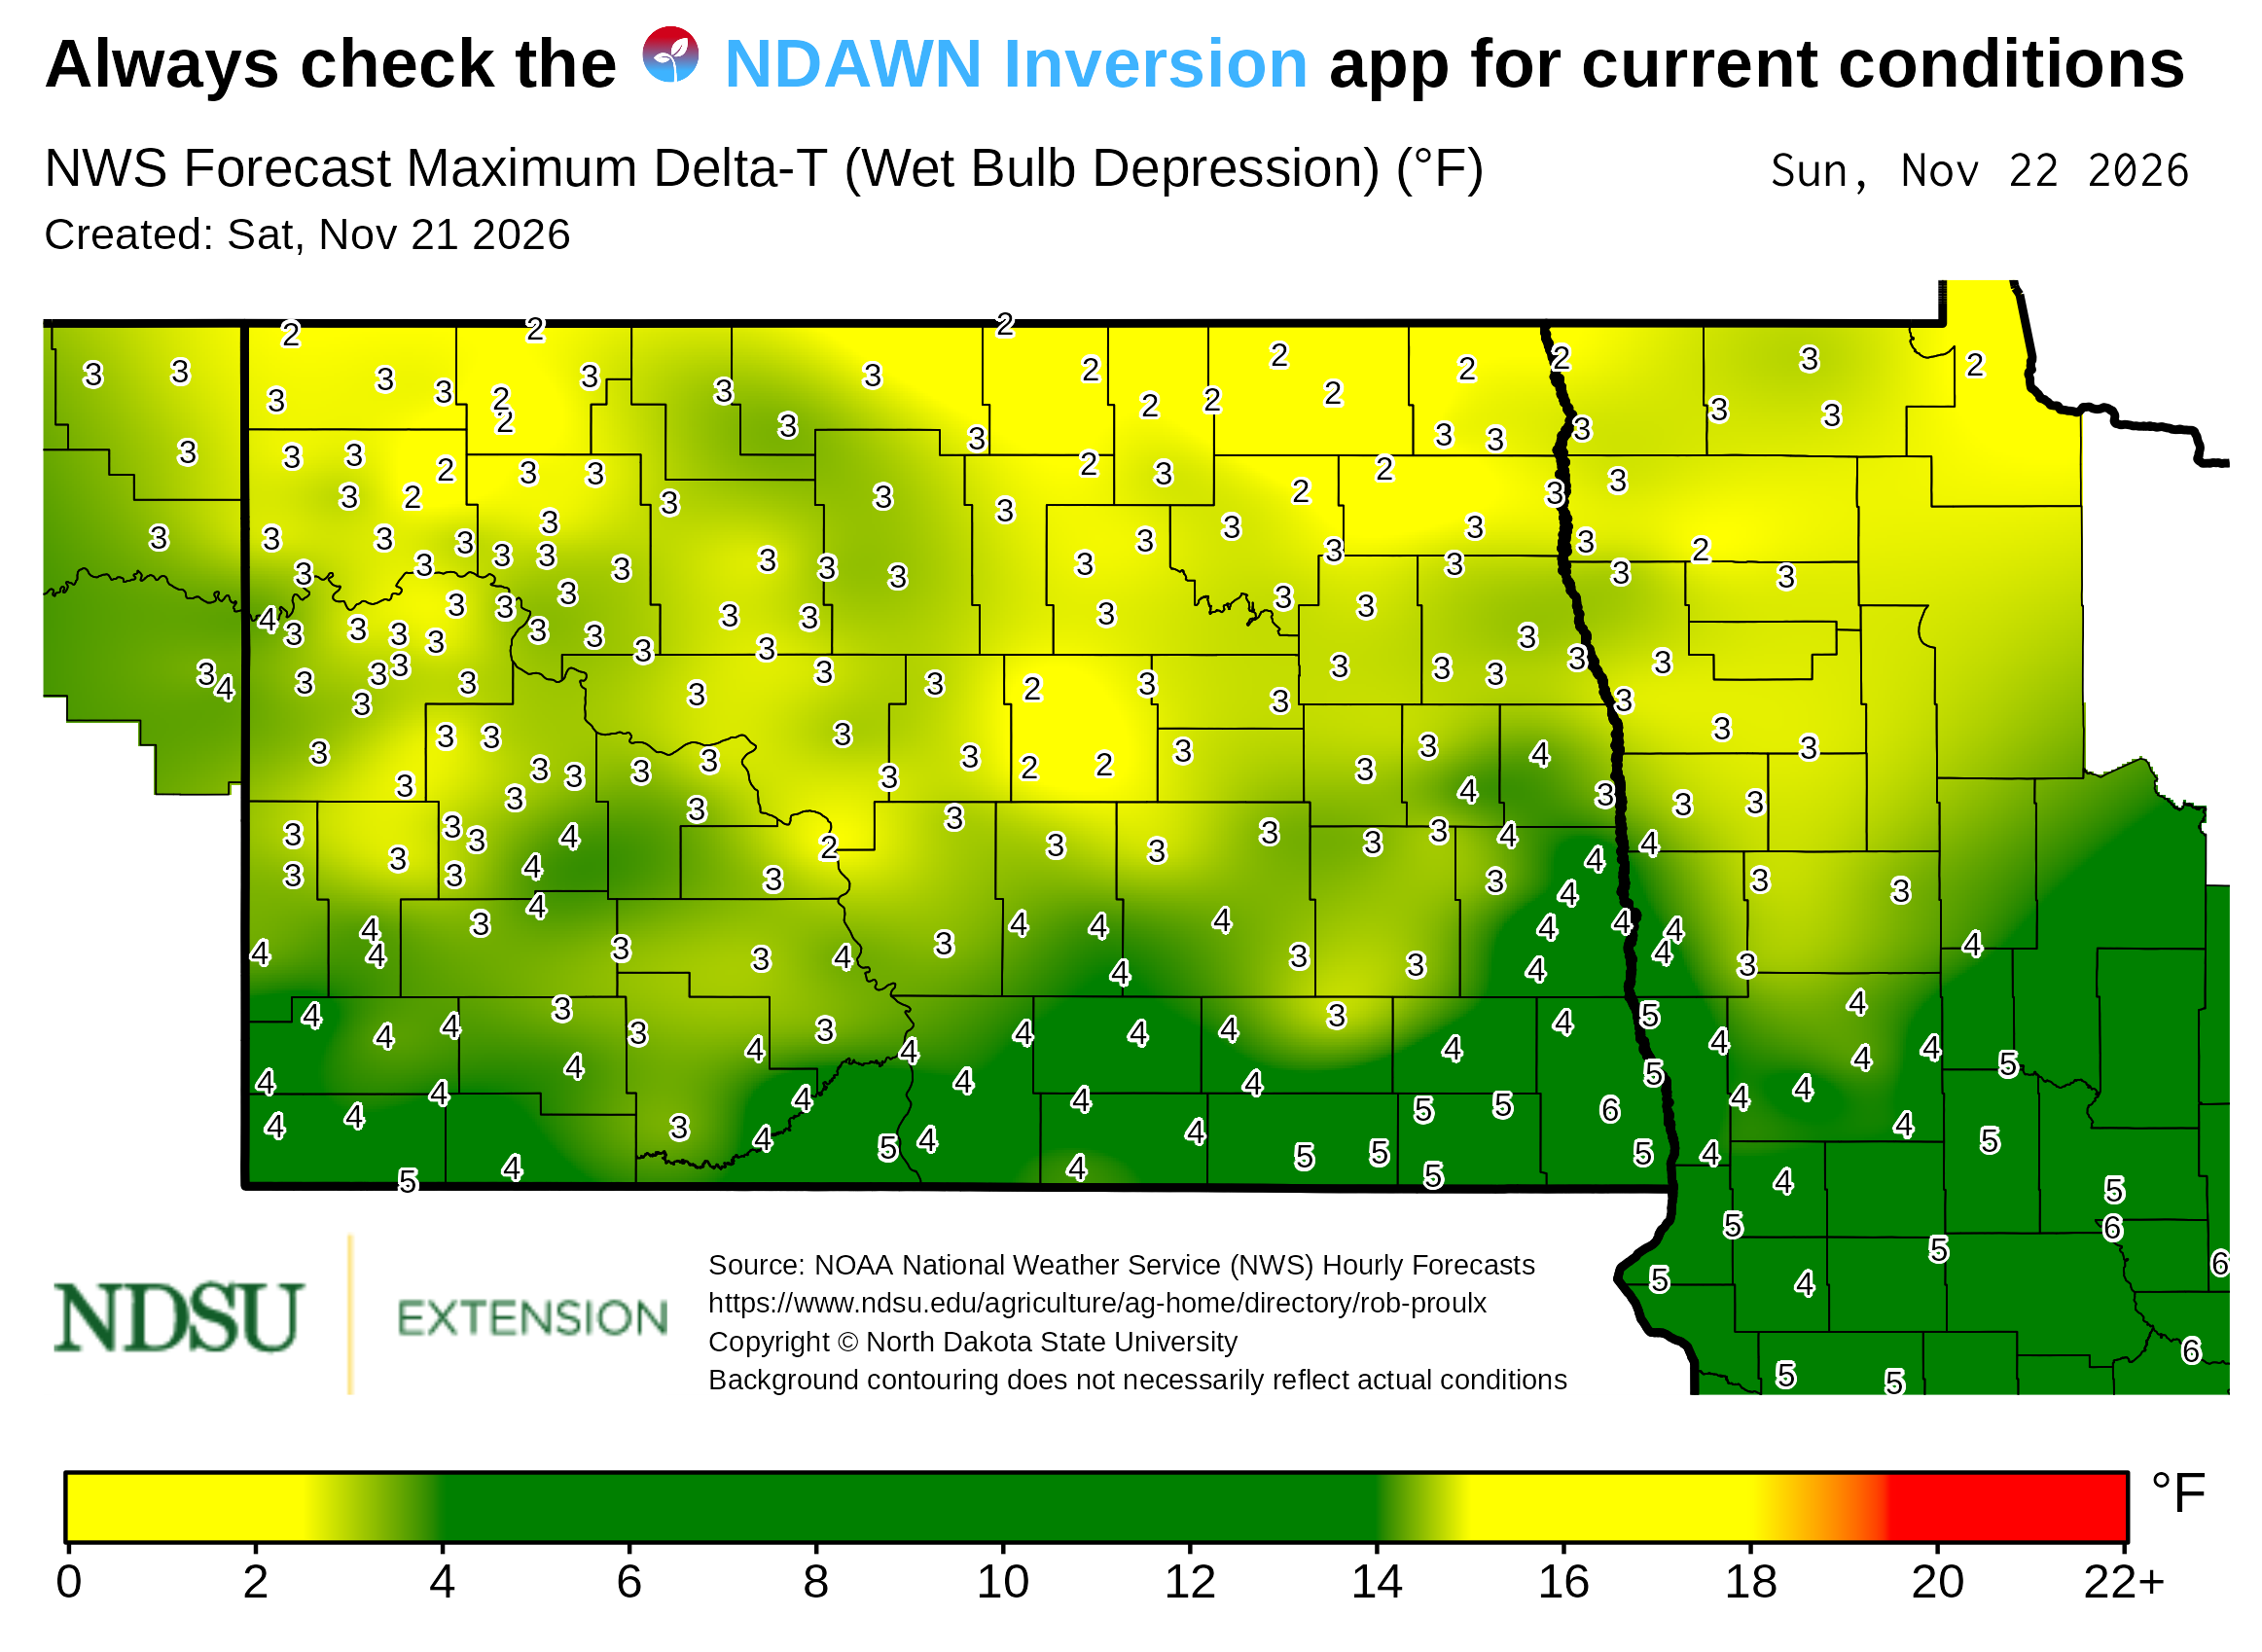 Always check the NDAWN Inversion app for current conditions
NWS Forecast Maximum Delta-T (Wet Bulb Depression) (°F)
Sun, Nov 22 2026
Created: Sat, Nov 21 2026
NDSU
EXTENSION
Source: NOAA National Weather Service (NWS) Hourly Forecasts
https://www.ndsu.edu/agriculture/ag-home/directory/rob-proulx
Copyright © North Dakota State University
Background contouring does not necessarily reflect actual conditions
°F
0 2 4 6 8 10 12 14 16 18 20 22+